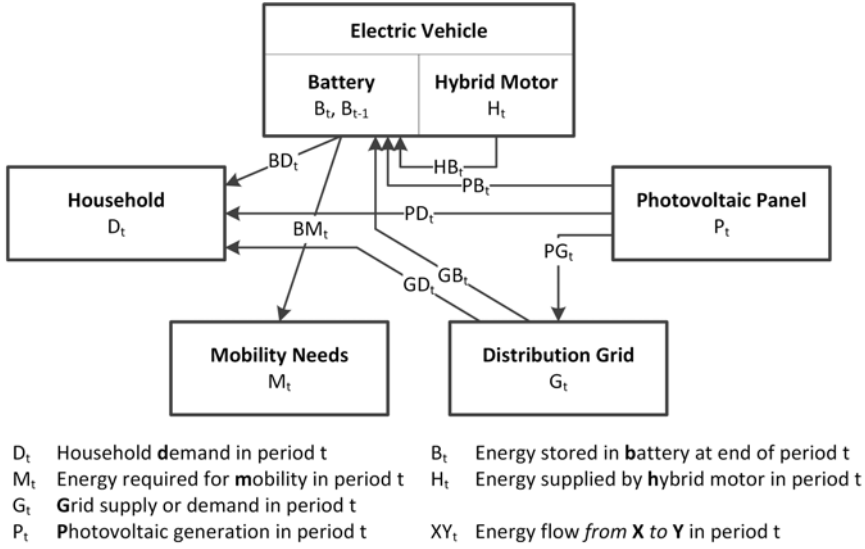 Electric Vehicle
Battery Hybrid Motor
Bₜ, Bₜ₋₁ Hₜ
BDₜ HBₜ
PBₜ
Household Photovoltaic Panel
Dₜ PDₜ Pₜ
BMₜ PGₜ
GDₜ GBₜ
Mobility Needs Distribution Grid
Mₜ Gₜ
Dₜ Household demand in period t
Bₜ Energy stored in battery at end of period t
Mₜ Energy required for mobility in period t
Hₜ Energy supplied by hybrid motor in period t
Gₜ Grid supply or demand in period t
Pₜ Photovoltaic generation in period t
XYₜ Energy flow from X to Y in period t